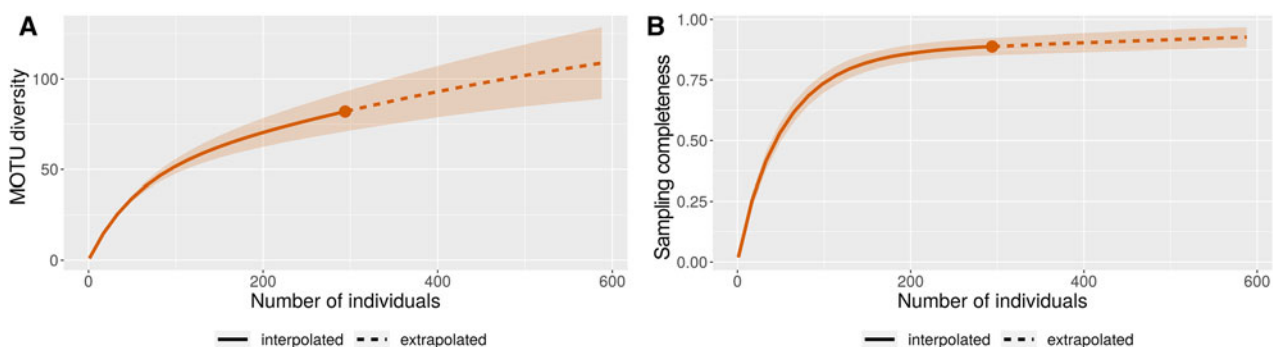 A
MOTU diversity
100
50
0
0 200 400 600
Number of individuals
interpolated extrapolated
B
Sampling completeness
1.00
0.75
0.50
0.25
0.00
0 200 400 600
Number of individuals
interpolated extrapolated